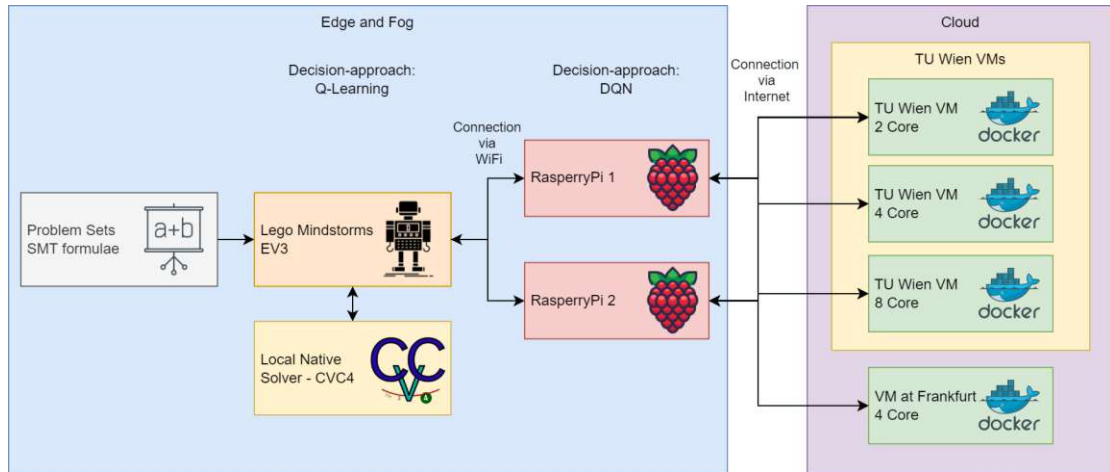 Edge and Fog
Cloud
Decision-approach:
Q-Learning
Decision-approach:
DQN
Connection
via
Internet
TU Wien VMs
Connection
via
WiFi
Problem Sets
SMT formulae
a+b
Lego Mindstorms
EV3
Local Native
Solver - CVC4
CVC
4
RasperryPi 1
RasperryPi 2
TU Wien VM
2 Core
docker
TU Wien VM
4 Core
docker
TU Wien VM
8 Core
docker
VM at Frankfurt
4 Core
docker